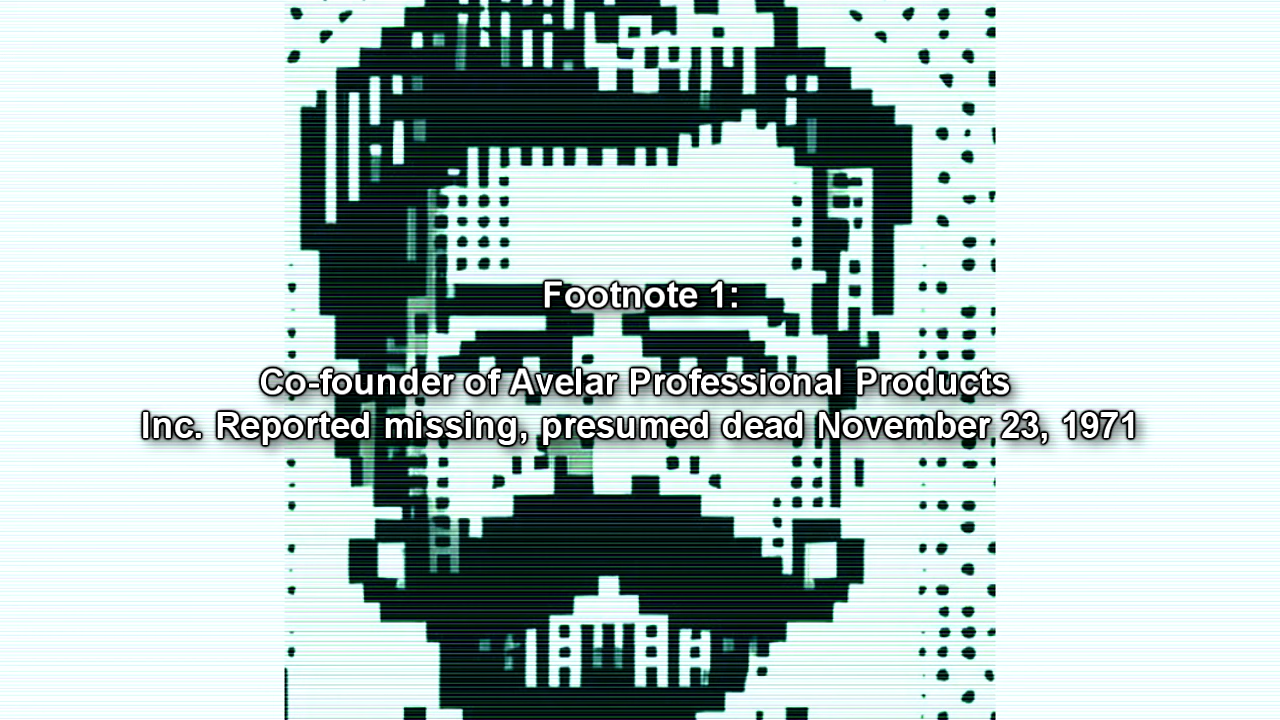 Footnote 1:
Co-founder of Avelar Professional Products
Inc. Reported missing, presumed dead November 23, 1971